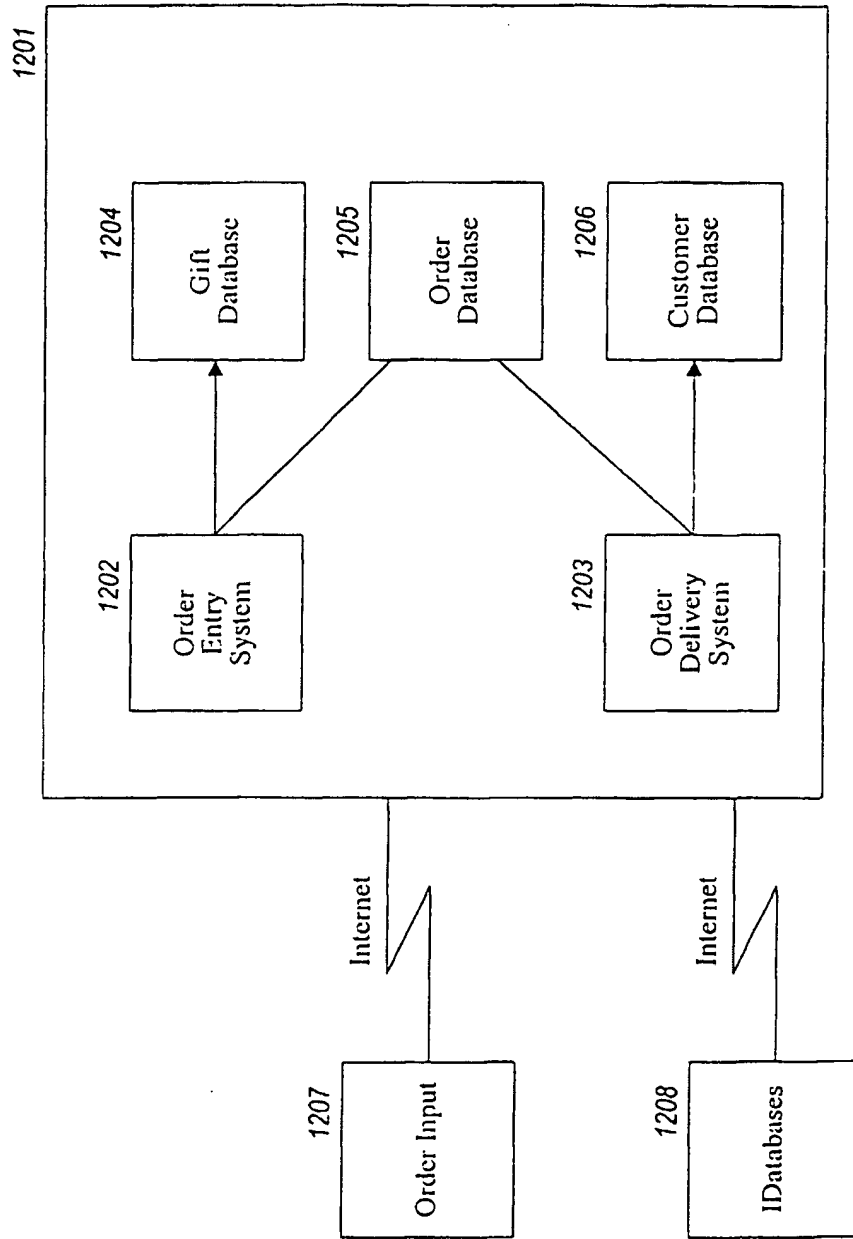 1201
1202
Order
Entry
System
1204
Gift
Database
1205
Order
Database
1203
Order
Delivery
System
1206
Customer
Database
1207
Order Input
Internet
1208
Databases
Internet